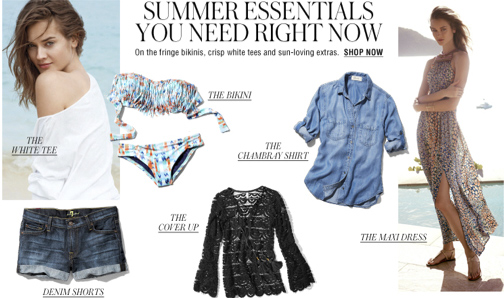 SUMMER ESSENTIALS
YOU NEED RIGHT NOW
On the fringe bikinis, crisp white tees and sun-loving extras. SHOP NOW
THE BIKINI
THE
WHITE TEE
THE
CHAMBRAY SHIRT
THE
COVER UP
THE MAXI DRESS
DENIM SHORTS